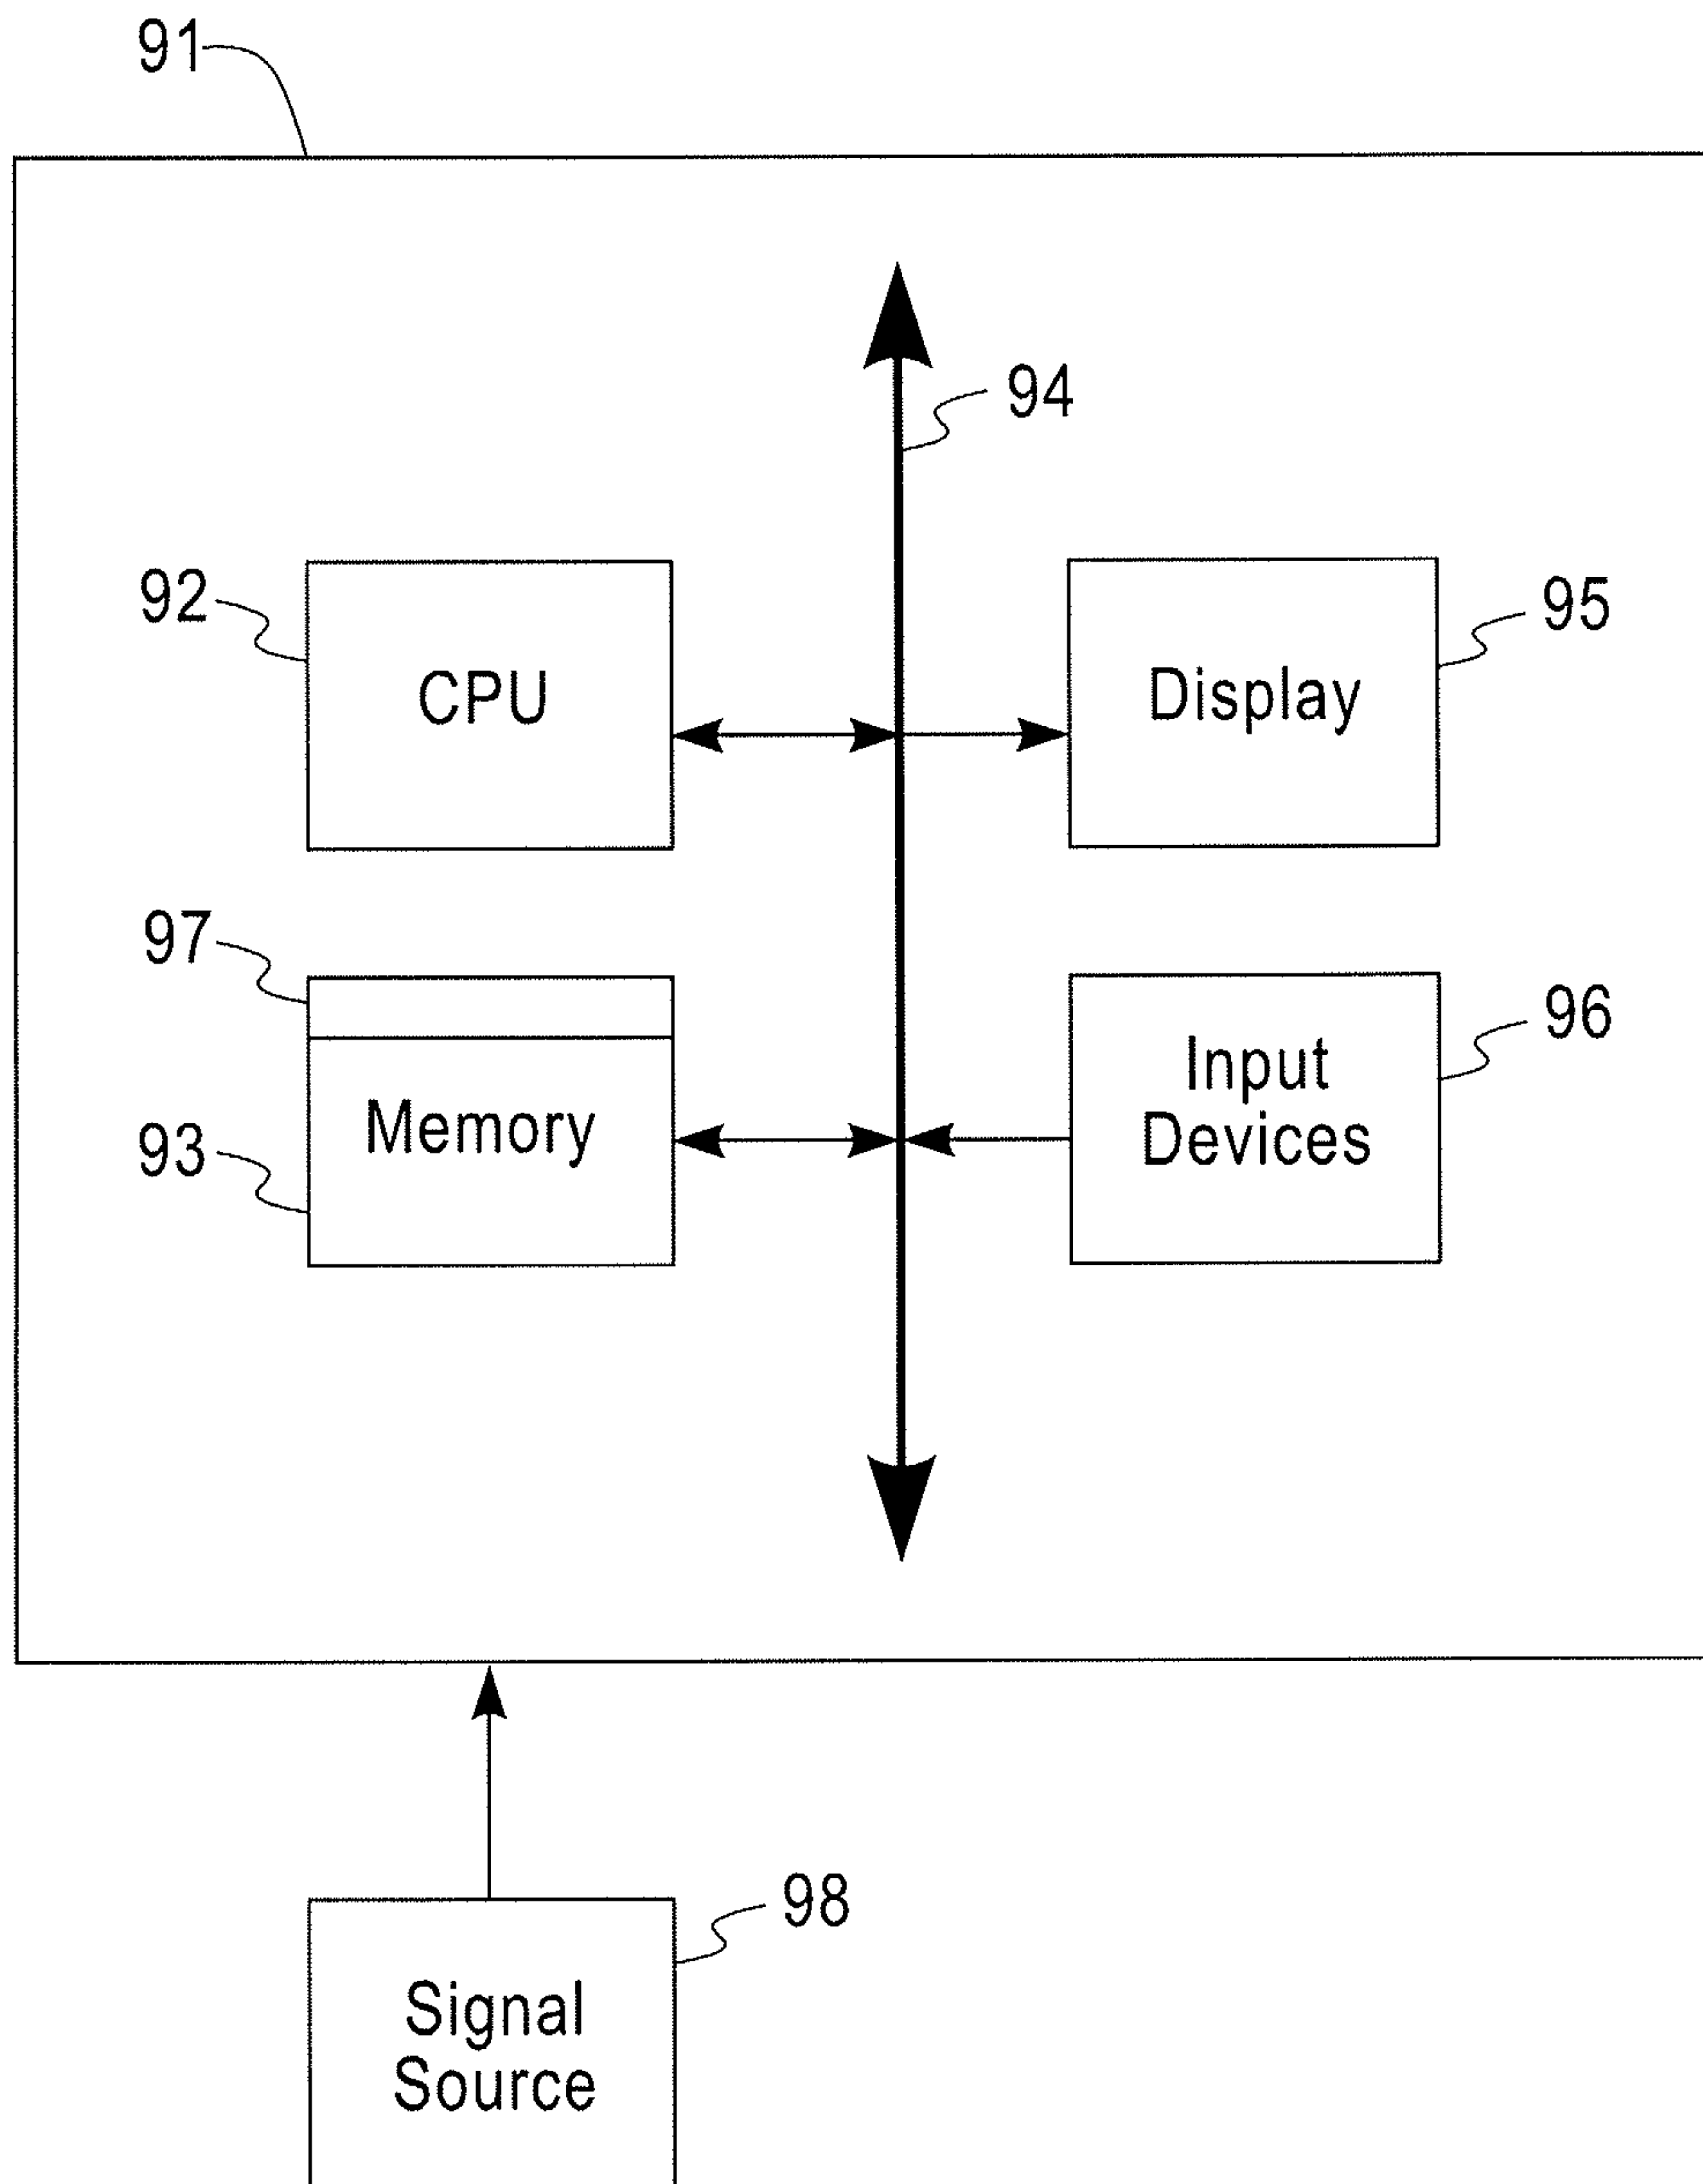 91
94
92
CPU
95
Display
97
93
Memory
96
Input
Devices
98
Signal
Source